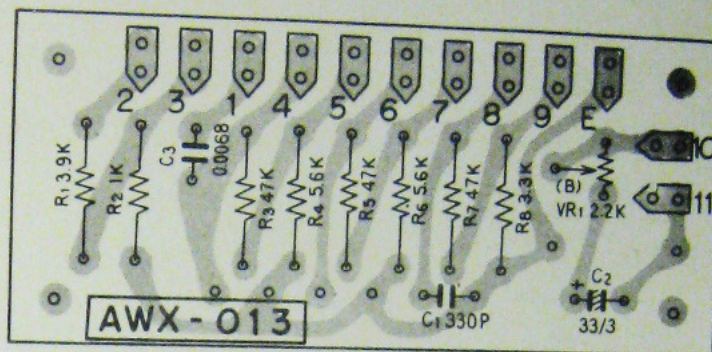 2 3 1 4 5 6 7 8 9 E
10
11
R1 3.9K
R2 1K
C3
0.0068
R3 47K
R4 5.6K
R5 47K
R6 5.6K
R7 47K
R8 3.3K
(B)
VR1 2.2K
C1 330P
+ C2
33/3
AWX-013